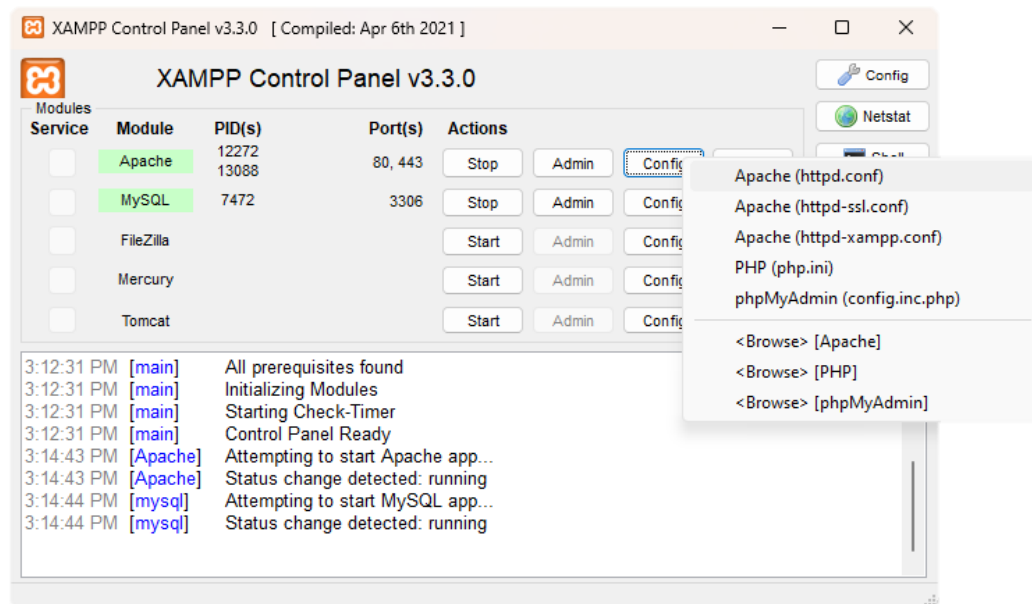 XAMPP Control Panel v3.3.0 [ Compiled: Apr 6th 2021 ]
XAMPP Control Panel v3.3.0
Config
Netstat
Modules
Service Module PID(s) Port(s) Actions
Apache 12272 13088 80, 443 Stop Admin Config
MySQL 7472 3306 Stop Admin Config
FileZilla Start Admin Config
Mercury Start Admin Config
Tomcat Start Admin Config
Apache (httpd.conf)
Apache (httpd-ssl.conf)
Apache (httpd-xampp.conf)
PHP (php.ini)
phpMyAdmin (config.inc.php)
<Browse> [Apache]
<Browse> [PHP]
<Browse> [phpMyAdmin]
3:12:31 PM [main] All prerequisites found
3:12:31 PM [main] Initializing Modules
3:12:31 PM [main] Starting Check-Timer
3:12:31 PM [main] Control Panel Ready
3:14:43 PM [Apache] Attempting to start Apache app...
3:14:43 PM [Apache] Status change detected: running
3:14:44 PM [mysql] Attempting to start MySQL app...
3:14:44 PM [mysql] Status change detected: running